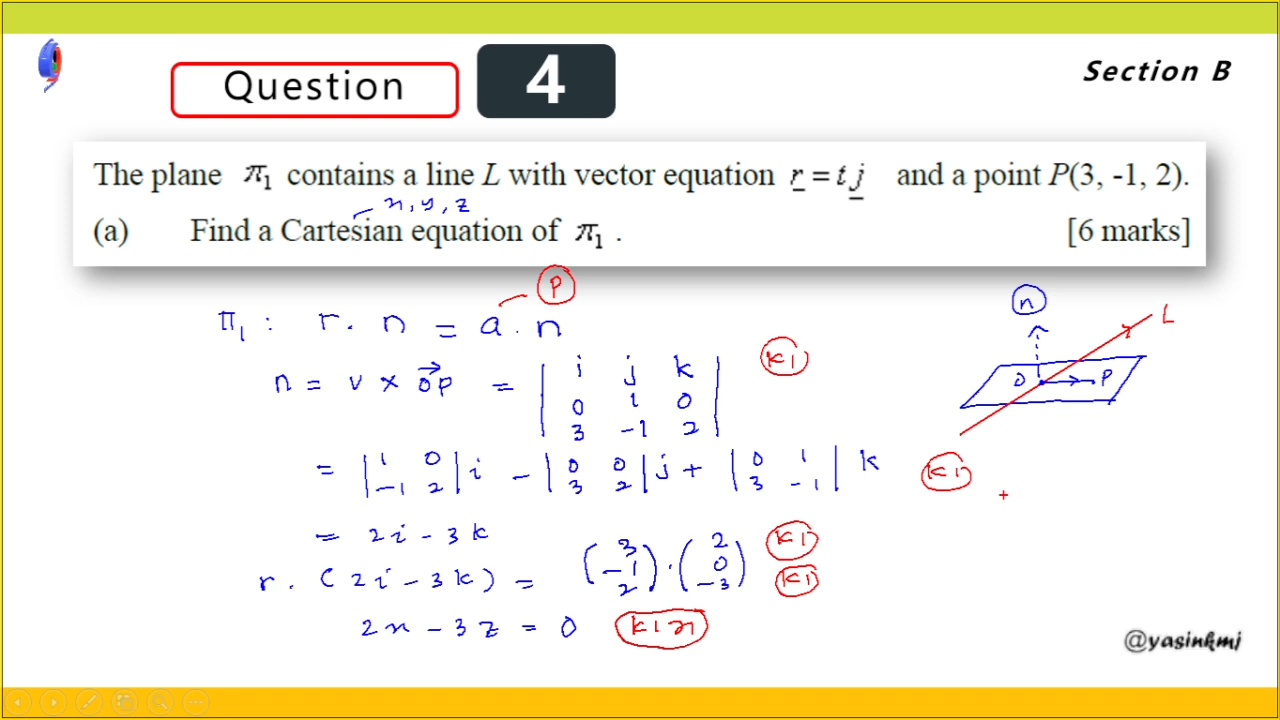 Question 4
Section B
The plane π₁ contains a line L with vector equation r = t j and a point P(3, -1, 2).
x, y, z
(a) Find a Cartesian equation of π₁ . [6 marks]
P
π₁ : r . n = a . n
n = v × OP⃗ = | i j k | K1
| 0 1 0 |
| 3 -1 2 |
= | 1 0 | i - | 0 0 | j + | 0 1 | k K1
| -1 2 | | 3 2 | | 3 -1 |
= 2i - 3k
r . (2i - 3k) = (3 -1 2) . (2 0 -3) K1 K1
2x - 3z = 0 K1 J1
n
L
O P
@yasinkmj